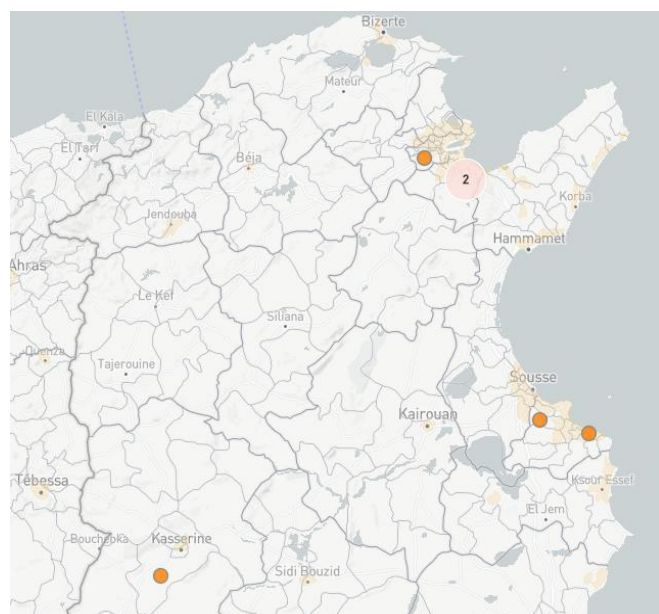 Bizerte
Mateur
El Kala
El Tarf
Béja
2
Jendouba
Korba
Hammamet
Ahras
Le Kef
Siliana
Ouenza
Tajerouine
Sousse
Kairouan
Tébessa
Ksour Essef
El Jem
Bouchebka
Kasserine
Sidi Bouzid